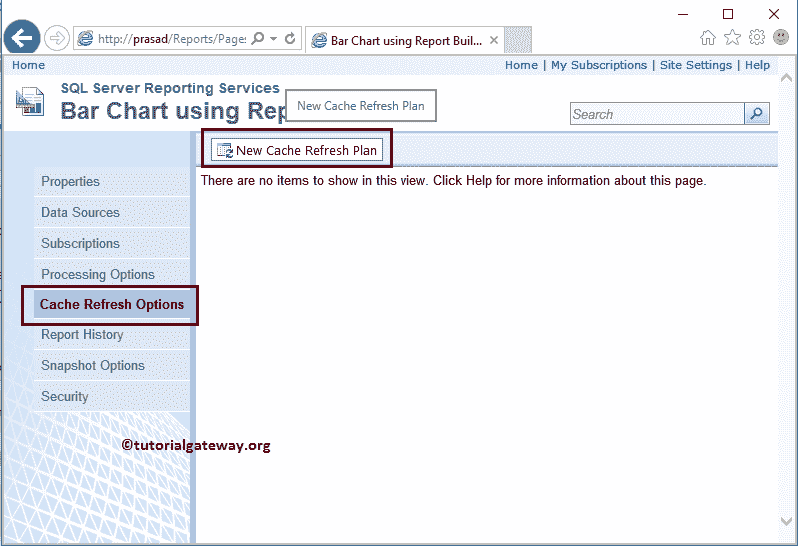 http://prasad/Reports/Page:
Bar Chart using Report Buil...
Home
Home | My Subscriptions | Site Settings | Help
SQL Server Reporting Services
Bar Chart using Rep
New Cache Refresh Plan
Search
New Cache Refresh Plan
There are no items to show in this view. Click Help for more information about this page.
Properties
Data Sources
Subscriptions
Processing Options
Cache Refresh Options
Report History
Snapshot Options
Security
©tutorialgateway.org